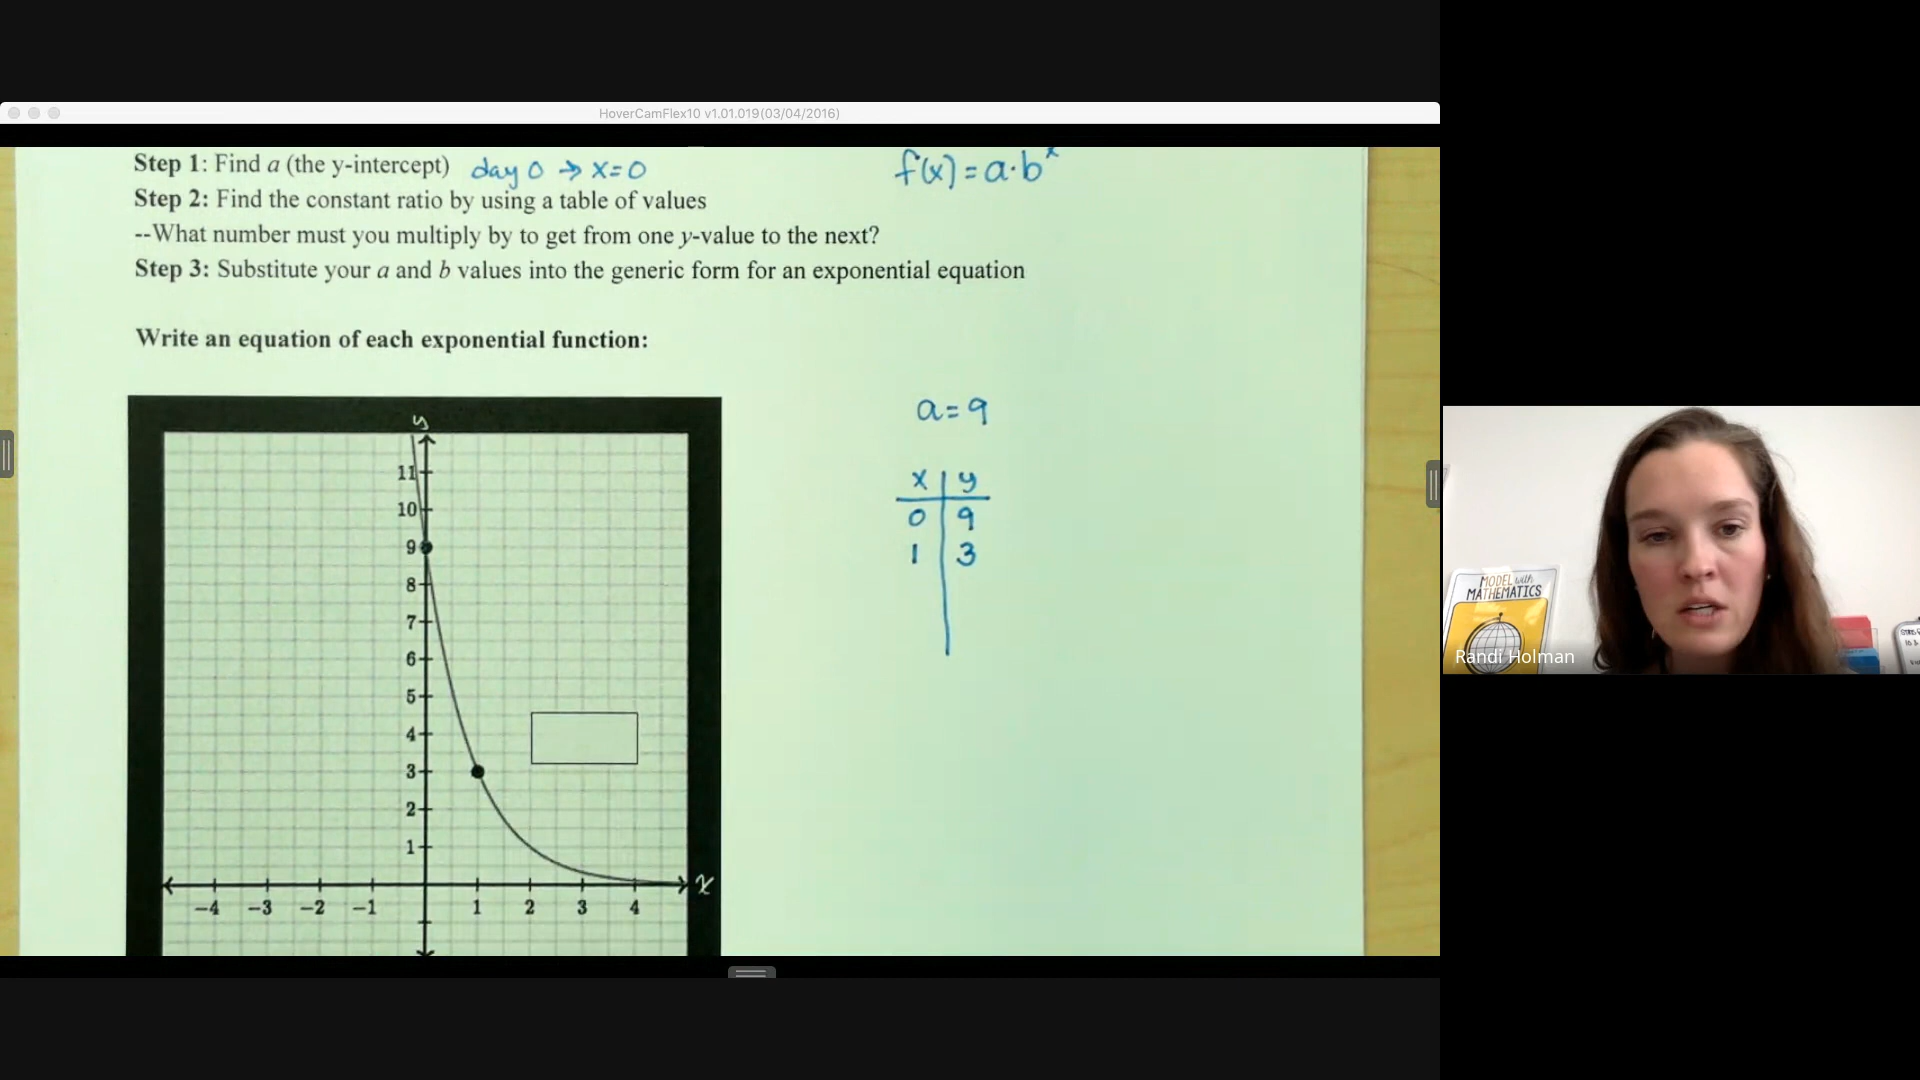 HoverCamFlex10 v1.01.019(03/04/2016)
Step 1: Find a (the y-intercept) day 0 → x=0
f(x)=a·bˣ
Step 2: Find the constant ratio by using a table of values
--What number must you multiply by to get from one y-value to the next?
Step 3: Substitute your a and b values into the generic form for an exponential equation
Write an equation of each exponential function:
y
11
10
9
8
7
6
5
4
3
2
1
-4 -3 -2 -1 1 2 3 4
x
a=9
x y
0 9
1 3
MODEL with
MATHEMATICS
Randi Holman